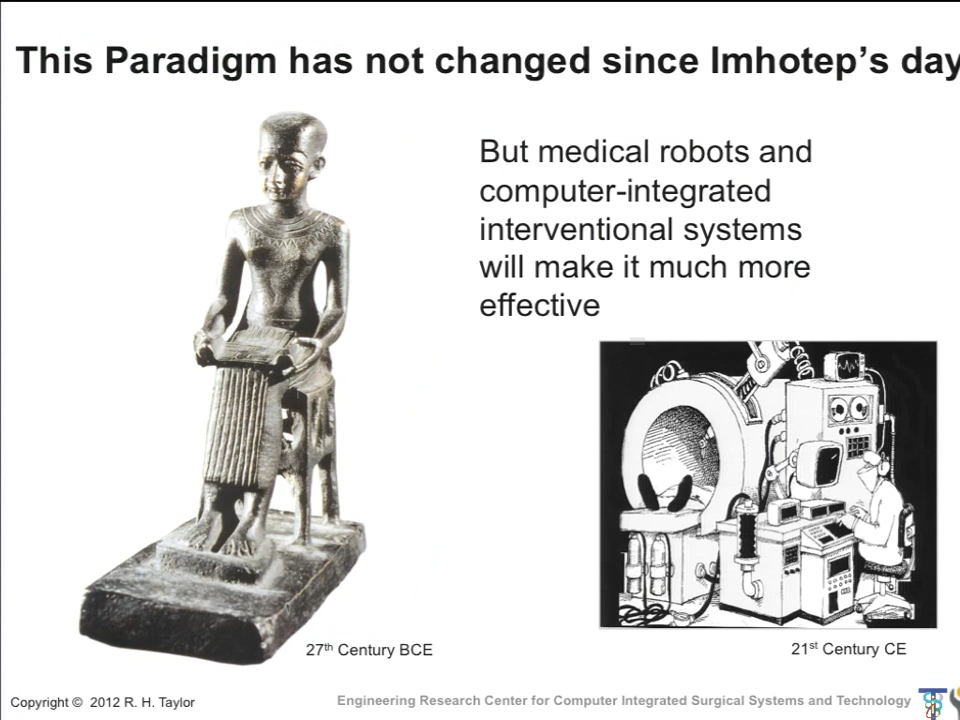 This Paradigm has not changed since Imhotep’s day
But medical robots and
computer-integrated
interventional systems
will make it much more
effective
27th Century BCE
21st Century CE
Copyright © 2012 R. H. Taylor
Engineering Research Center for Computer Integrated Surgical Systems and Technology